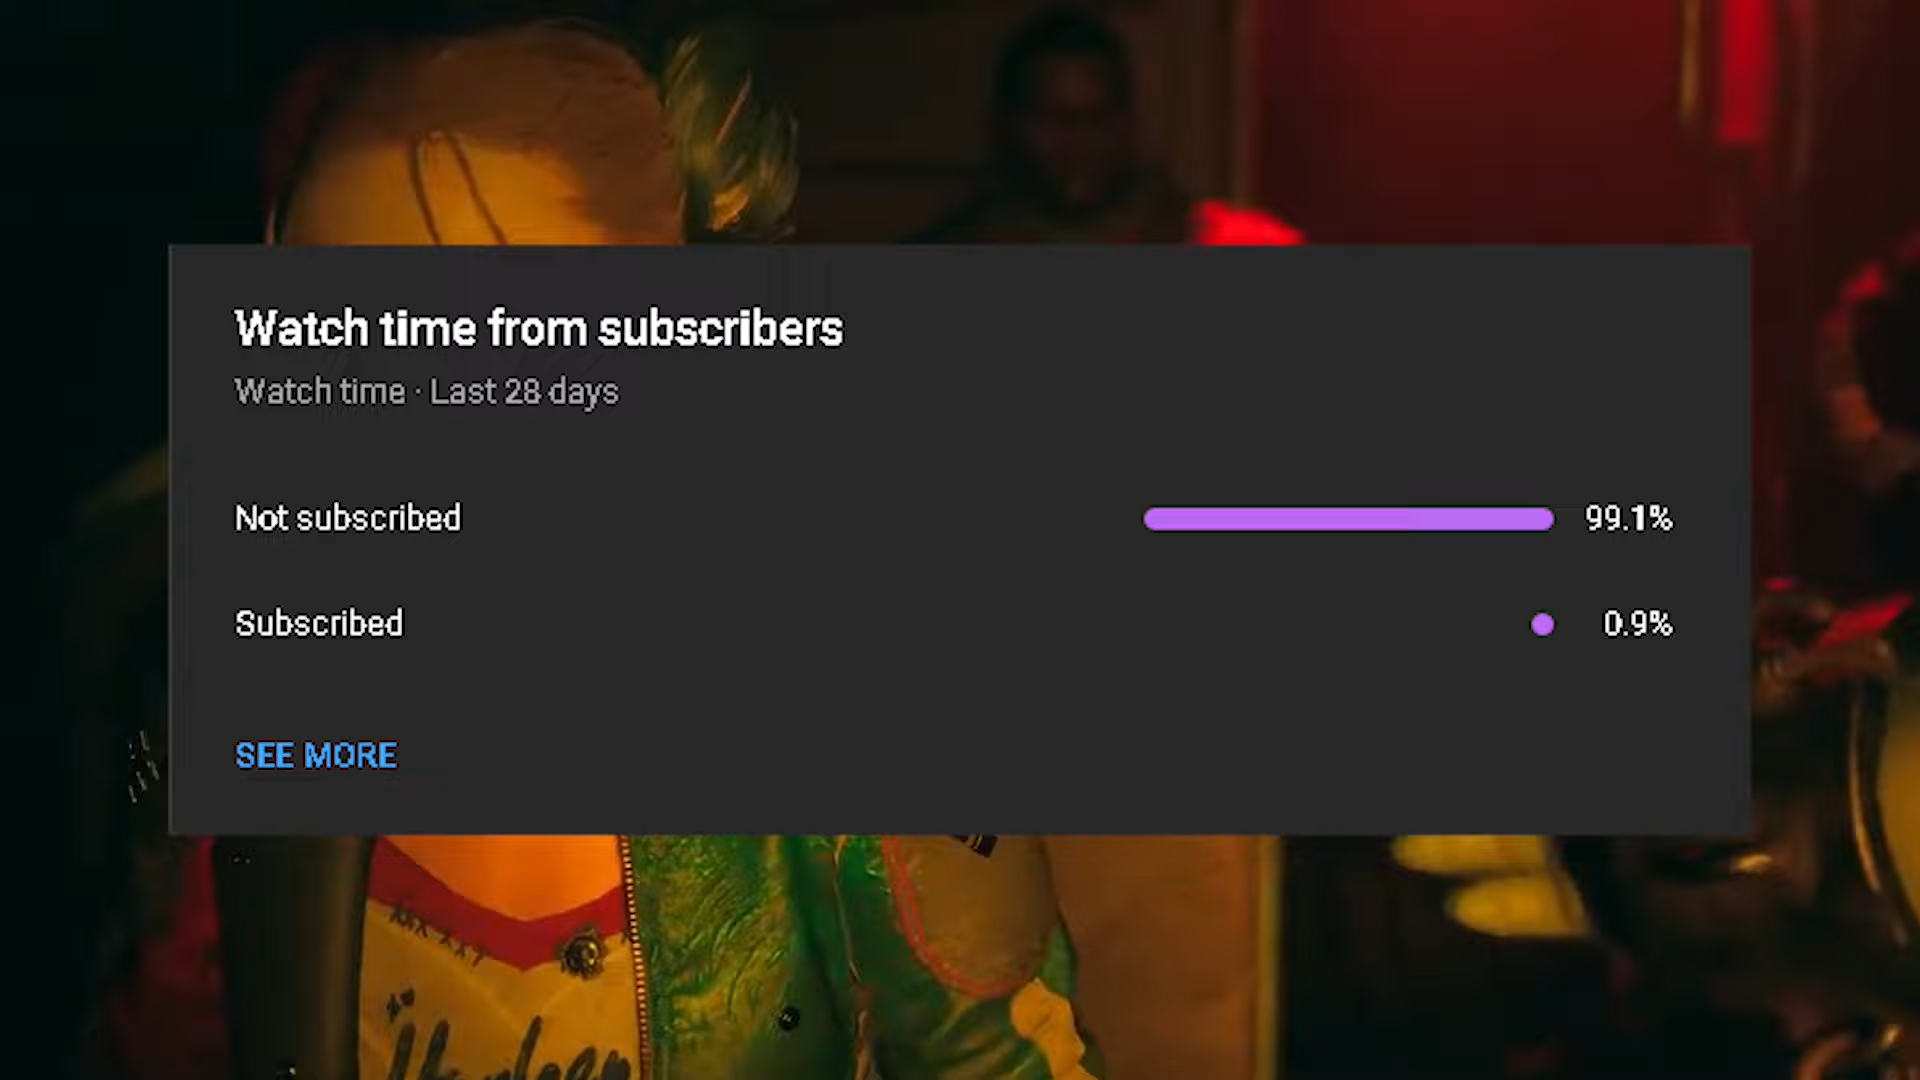 Watch time from subscribers
Watch time · Last 28 days
Not subscribed 99.1%
Subscribed 0.9%
SEE MORE